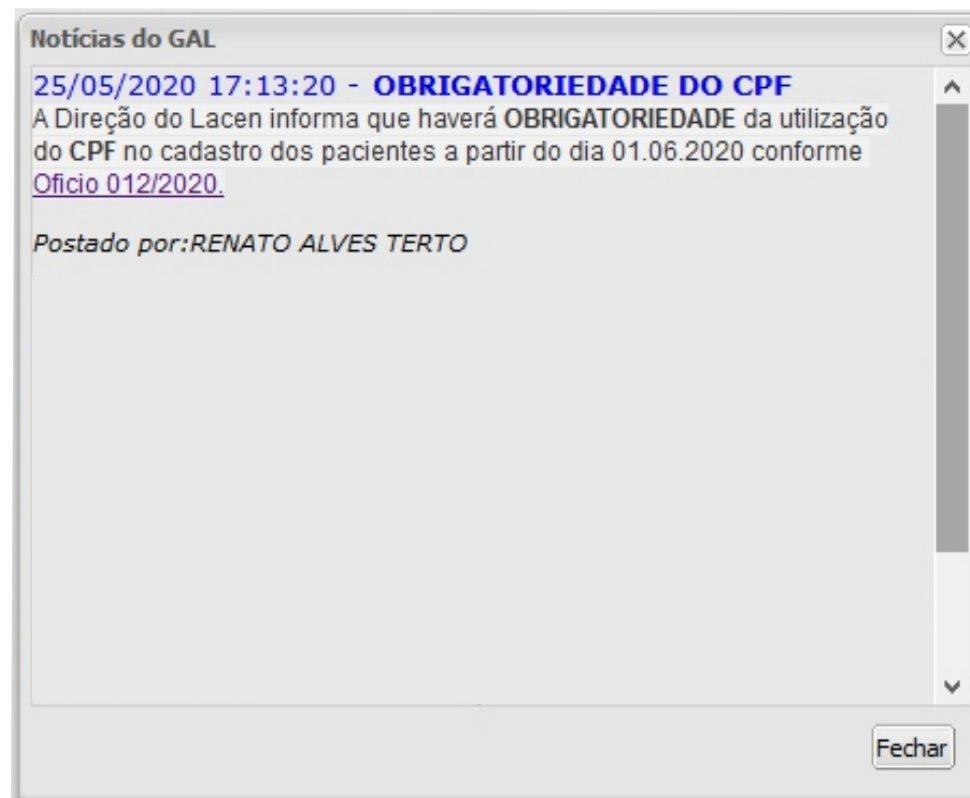 Notícias do GAL
25/05/2020 17:13:20 - OBRIGATORIEDADE DO CPF
A Direção do Lacen informa que haverá OBRIGATORIEDADE da utilização
do CPF no cadastro dos pacientes a partir do dia 01.06.2020 conforme
Oficio 012/2020.
Postado por:RENATO ALVES TERTO
Fechar